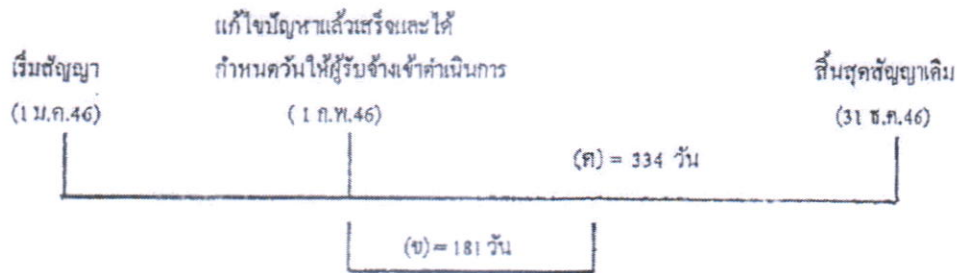 แก้ไขปัญหาแล้วเสร็จและได้
เริ่มสัญญา กำหนดวันให้ผู้รับจ้างเข้าดำเนินการ สิ้นสุดสัญญาเดิม
(1 ม.ค.46) ( 1 ก.พ.46) (31 ธ.ค.46)
(ค) = 334 วัน
(ข) = 181 วัน